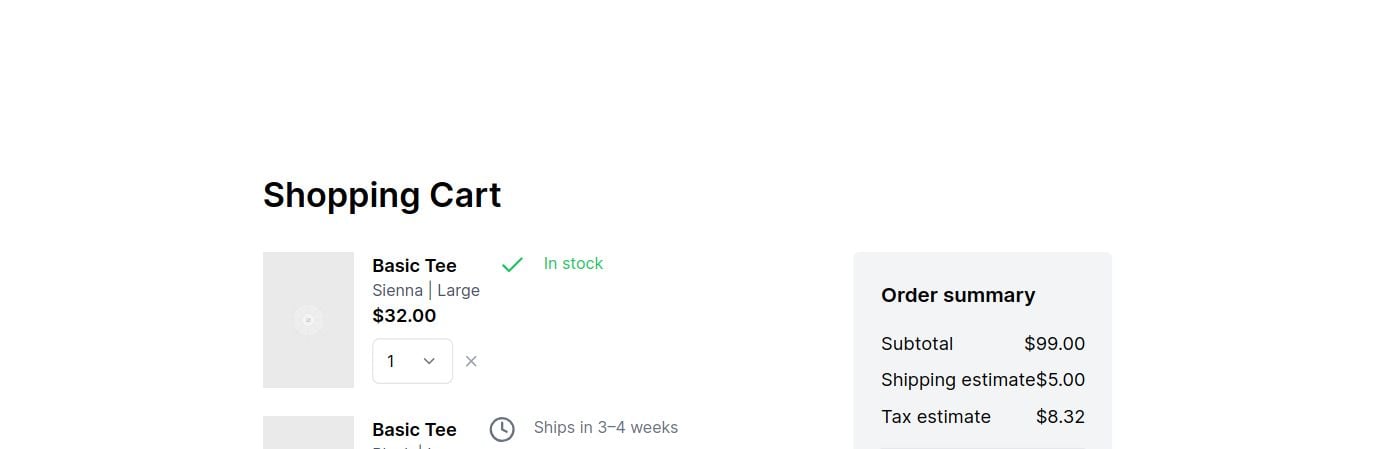 Shopping Cart
Basic Tee
In stock
Sienna | Large
$32.00
1
Basic Tee
Ships in 3–4 weeks
Order summary
Subtotal $99.00
Shipping estimate $5.00
Tax estimate $8.32